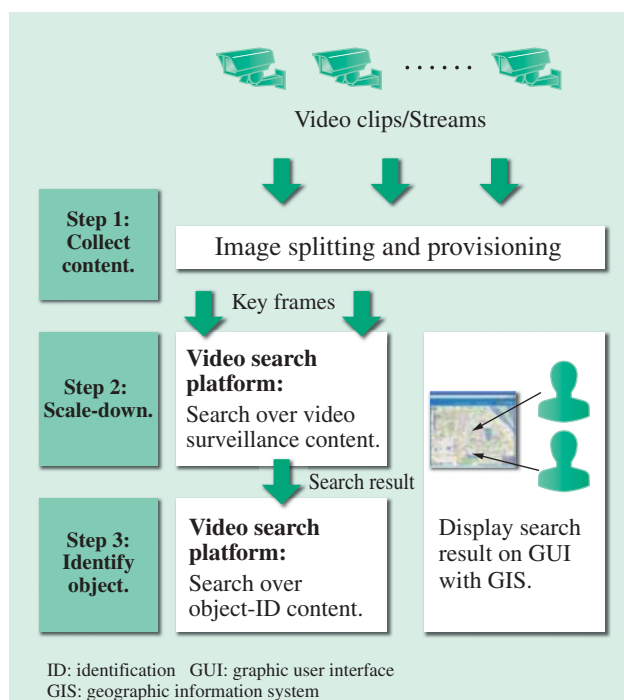 ......
Video clips/Streams
Step 1:
Collect
content.
Image splitting and provisioning
Key frames
Step 2:
Scale-down.
Video search
platform:
Search over video
surveillance content.
Search result
Step 3:
Identify
object.
Video search
platform:
Search over
object-ID content.
Display search
result on GUI
with GIS.
ID: identification GUI: graphic user interface
GIS: geographic information system